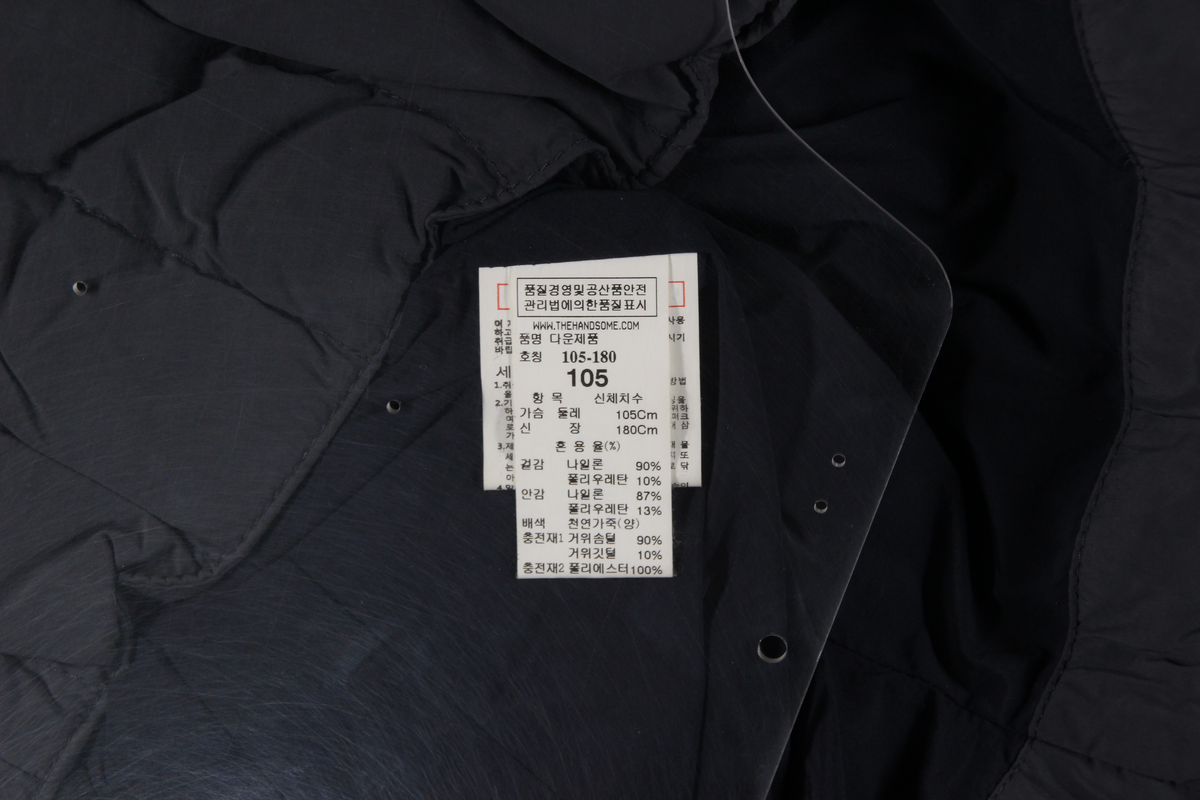 품질경영및공산품안전
관리법에의한품질표시
WWW.THEHANDSOME.COM
품명 다운제품
호칭 105-180
105
항 목 신체치수
가슴 둘레 105Cm
신 장 180Cm
혼 용 율(%)
겉감 나일론 90%
폴리우레탄 10%
안감 나일론 87%
폴리우레탄 13%
배색 천연가죽(양)
충전재1 거위솜털 90%
거위깃털 10%
충전재2 폴리에스터100%